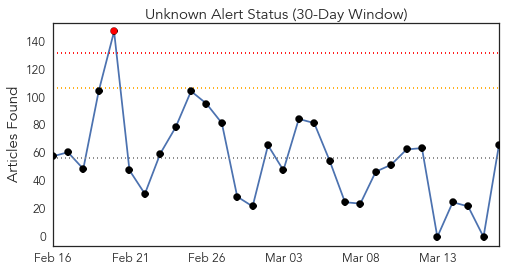 Unknown Alert Status (30-Day Window)
Articles Found
140
120
100
80
60
40
20
0
Feb 16 Feb 21 Feb 26 Mar 03 Mar 08 Mar 13